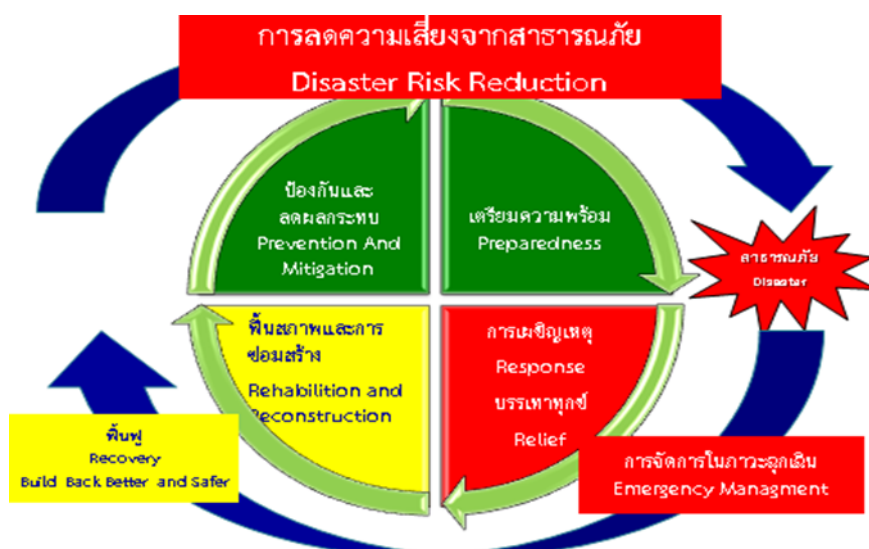 การลดความเสี่ยงจากสาธารณภัย
Disaster Risk Reduction
ป้องกันและ
ลดผลกระทบ
Prevention And
Mitigation
เตรียมความพร้อม
Preparedness
สาธารณภัย
Disaster
ฟื้นสภาพและการ
ซ่อมสร้าง
Rehabilition and
Reconstruction
การเผชิญเหตุ
Response
บรรเทาทุกข์
Relief
ฟื้นฟู
Recovery
Build Back Better and Safer
การจัดการในภาวะฉุกเฉิน
Emergency Managment